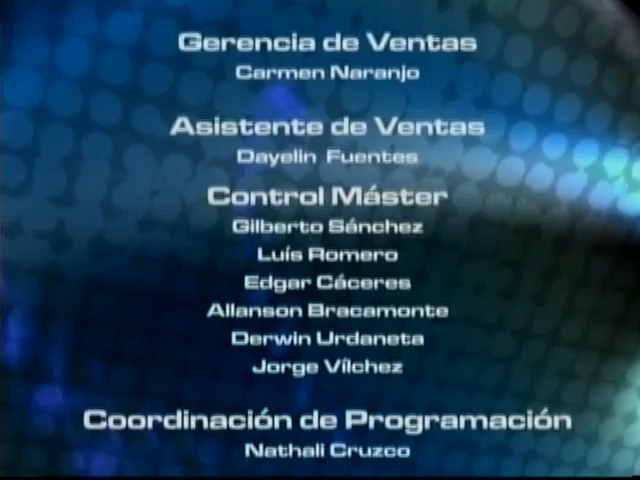 Gerencia de Ventas
Carmen Naranjo
Asistente de Ventas
Dayelin Fuentes
Control Máster
Gilberto Sánchez
Luís Romero
Edgar Cáceres
Allanson Bracamonte
Derwin Urdaneta
Jorge Vílchez
Coordinación de Programación
Nathali Cruzco